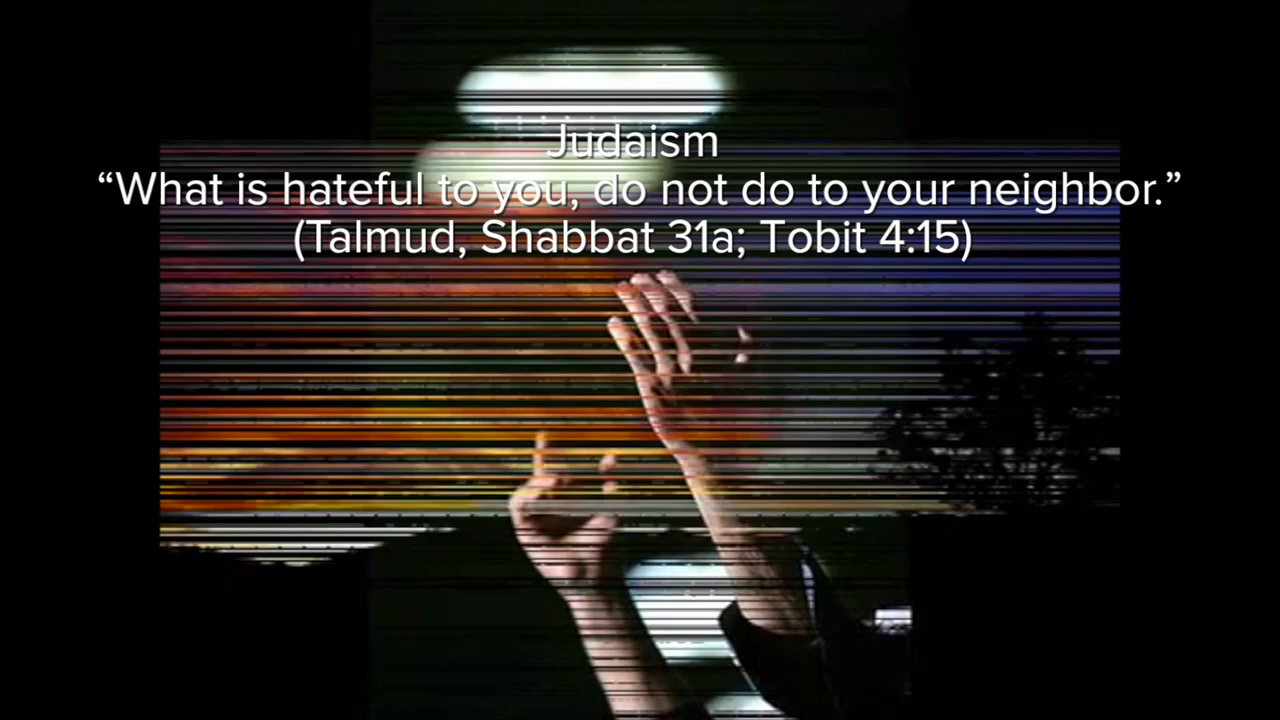 Judaism
“What is hateful to you, do not do to your neighbor.”
(Talmud, Shabbat 31a; Tobit 4:15)